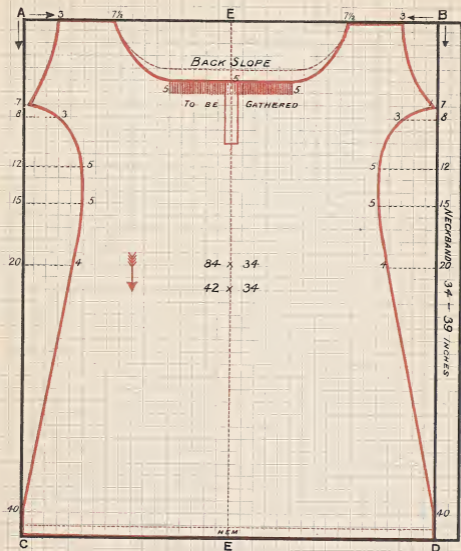 A 3 7½ E 7½ 3 B
BACK SLOPE
5
5 5
TO BE GATHERED
7 7
8 3 3 8
12 5 5 12
15 5 5 15
20 4 4 20
84 x 34
42 x 34
NECKBANDS 34 - 39 INCHES
40 40
HEM
C E D